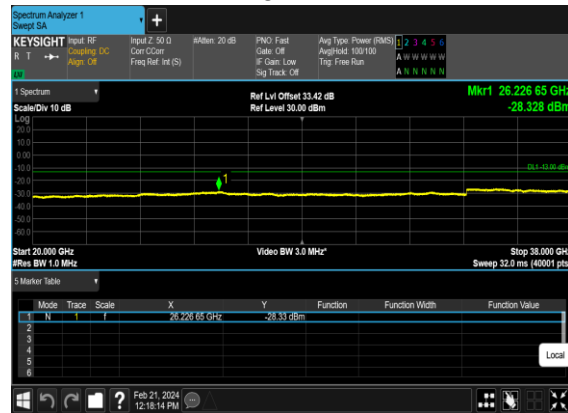 Spectrum Analyzer 1
Swept SA
+
KEYSIGHT Input: RF Input Z: 50 Ω #Atten: 20 dB PNO: Fast Avg Type: Power (RMS) 1 2 3 4 5 6
R T Coupling: DC Corr CCorr Gate: Off Avg|Hold: 100/100 A W W W W W
Align: Off Freq Ref: Int (S) IF Gain: Low Trig: Free Run
Sig Track: Off A N N N N N
1 Spectrum Ref Lvl Offset 33.42 dB Mkr1 26.226 65 GHz
Scale/Div 10 dB Ref Level 30.00 dBm -28.328 dBm
Log
20.0
10.0
0.00
-10.0
DL1 -13.00 dBm
1
-20.0
-30.0
-40.0
-50.0
-60.0
Start 20.000 GHz Video BW 3.0 MHz* Stop 38.000 GHz
#Res BW 1.0 MHz Sweep 32.0 ms (40001 pts)
5 Marker Table
Mode Trace Scale X Y Function Function Width Function Value
1 N 1 f 26.226 65 GHz -28.33 dBm
2
3
4
5
6
Local
? Feb 21, 2024
12:18:14 PM